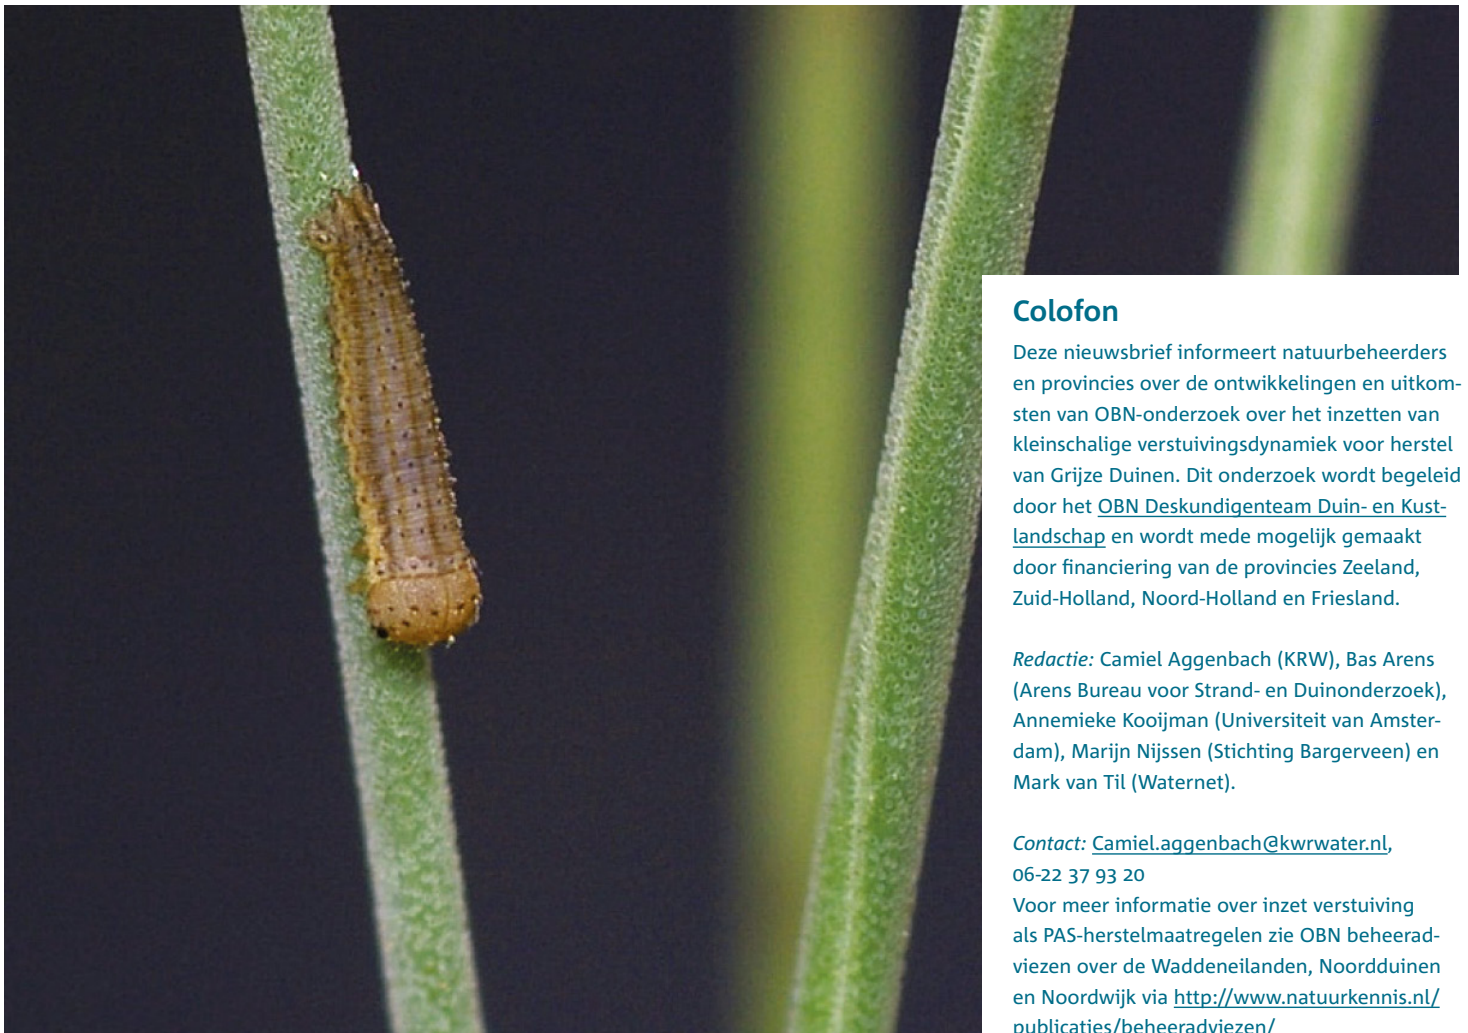 Colofon
Deze nieuwsbrief informeert natuurbeheerders
en provincies over de ontwikkelingen en uitkom-
sten van OBN-onderzoek over het inzetten van
kleinschalige verstuivingsdynamiek voor herstel
van Grijze Duinen. Dit onderzoek wordt begeleid
door het OBN Deskundigenteam Duin- en Kust-
landschap en wordt mede mogelijk gemaakt
door financiering van de provincies Zeeland,
Zuid-Holland, Noord-Holland en Friesland.
Redactie: Camiel Aggenbach (KRW), Bas Arens
(Arens Bureau voor Strand- en Duinonderzoek),
Annemieke Kooijman (Universiteit van Amster-
dam), Marijn Nijssen (Stichting Bargerveen) en
Mark van Til (Waternet).
Contact: Camiel.aggenbach@kwrwater.nl,
06-22 37 93 20
Voor meer informatie over inzet verstuiving
als PAS-herstelmaatregelen zie OBN beheerad-
viezen over de Waddeneilanden, Noordduinen
en Noordwijk via http://www.natuurkennis.nl/
publicaties/beheeradviezen/